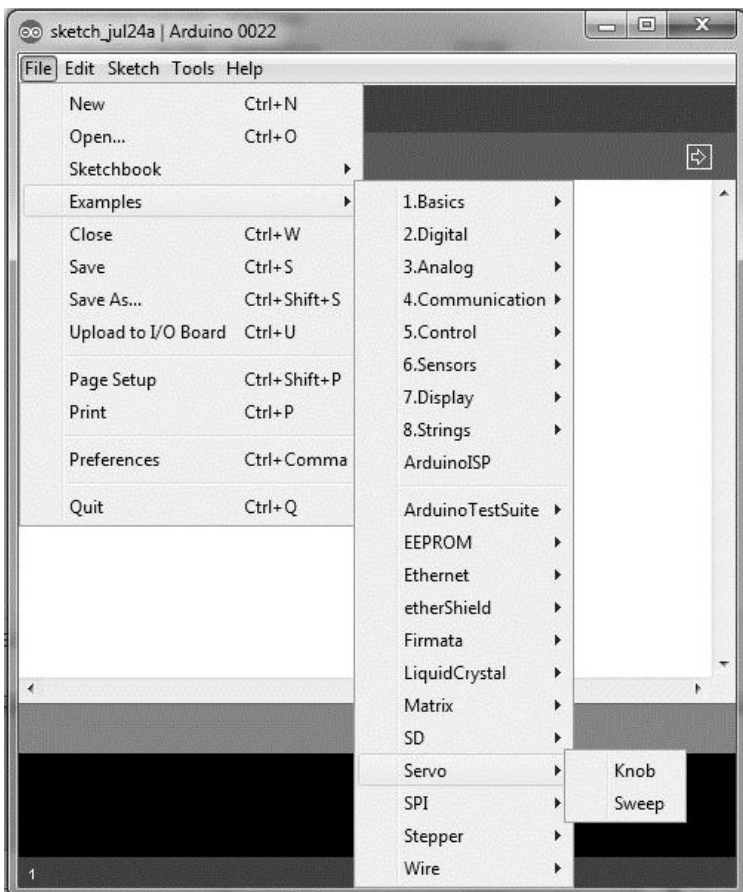 sketch_jul24a | Arduino 0022
File Edit Sketch Tools Help
New Ctrl+N
Open... Ctrl+O
Sketchbook
Examples
Close Ctrl+W
Save Ctrl+S
Save As... Ctrl+Shift+S
Upload to I/O Board Ctrl+U
Page Setup Ctrl+Shift+P
Print Ctrl+P
Preferences Ctrl+Comma
Quit Ctrl+Q
1.Basics
2.Digital
3.Analog
4.Communication
5.Control
6.Sensors
7.Display
8.Strings
ArduinoISP
ArduinoTestSuite
EEPROM
Ethernet
etherShield
Firmata
LiquidCrystal
Matrix
SD
Servo
SPI
Stepper
Wire
Knob
Sweep
1